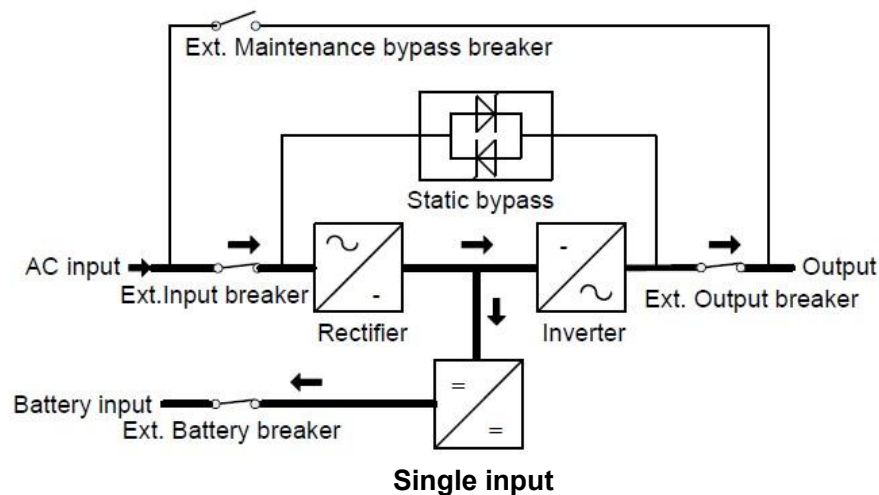 Ext. Maintenance bypass breaker
Static bypass
AC input
Output
Ext.Input breaker
Ext. Output breaker
Rectifier
-
-
Inverter
=
=
Battery input
Ext. Battery breaker
Single input